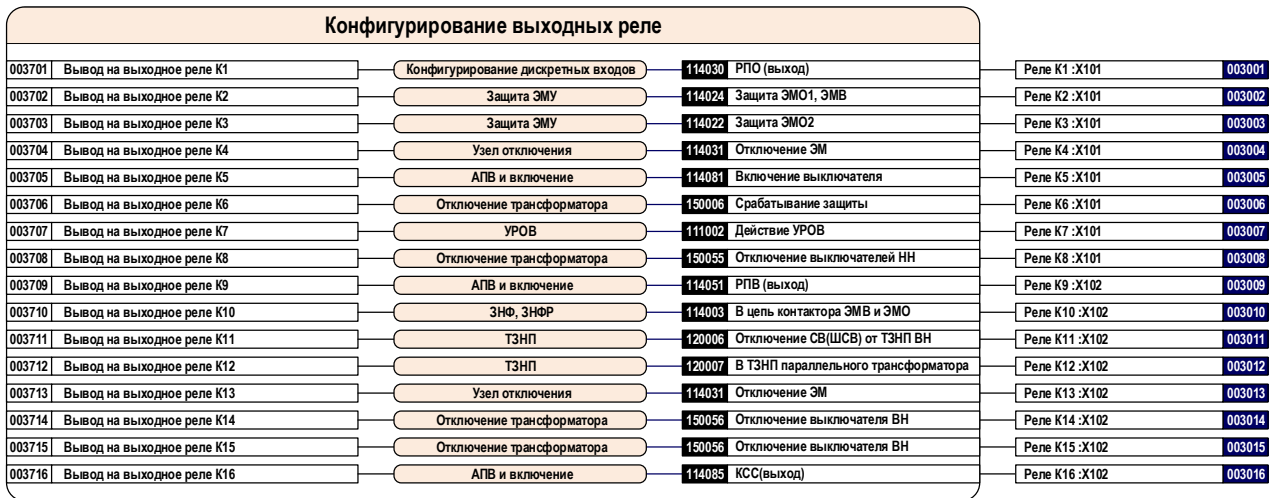 Конфигурирование выходных реле
003701 Вывод на выходное реле К1 Конфигурирование дискретных входов 114030 РПО (выход) Реле К1 :X101 003001
003702 Вывод на выходное реле К2 Защита ЭМУ 114024 Защита ЭМО1, ЭМВ Реле К2 :X101 003002
003703 Вывод на выходное реле К3 Защита ЭМУ 114022 Защита ЭМО2 Реле К3 :X101 003003
003704 Вывод на выходное реле К4 Узел отключения 114031 Отключение ЭМ Реле К4 :X101 003004
003705 Вывод на выходное реле К5 АПВ и включение 114081 Включение выключателя Реле К5 :X101 003005
003706 Вывод на выходное реле К6 Отключение трансформатора 150006 Срабатывание защиты Реле К6 :X101 003006
003707 Вывод на выходное реле К7 УРОВ 111002 Действие УРОВ Реле К7 :X101 003007
003708 Вывод на выходное реле К8 Отключение трансформатора 150055 Отключение выключателей НН Реле К8 :X101 003008
003709 Вывод на выходное реле К9 АПВ и включение 114051 РПВ (выход) Реле К9 :X102 003009
003710 Вывод на выходное реле К10 ЗНФ, ЗНФР 114003 В цепь контактора ЭМВ и ЭМО Реле К10 :X102 003010
003711 Вывод на выходное реле К11 ТЗНП 120006 Отключение СВ(ШСВ) от ТЗНП ВН Реле К11 :X102 003011
003712 Вывод на выходное реле К12 ТЗНП 120007 В ТЗНП параллельного трансформатора Реле К12 :X102 003012
003713 Вывод на выходное реле К13 Узел отключения 114031 Отключение ЭМ Реле К13 :X102 003013
003714 Вывод на выходное реле К14 Отключение трансформатора 150056 Отключение выключателя ВН Реле К14 :X102 003014
003715 Вывод на выходное реле К15 Отключение трансформатора 150056 Отключение выключателя ВН Реле К15 :X102 003015
003716 Вывод на выходное реле К16 АПВ и включение 114085 КСС(выход) Реле К16 :X102 003016